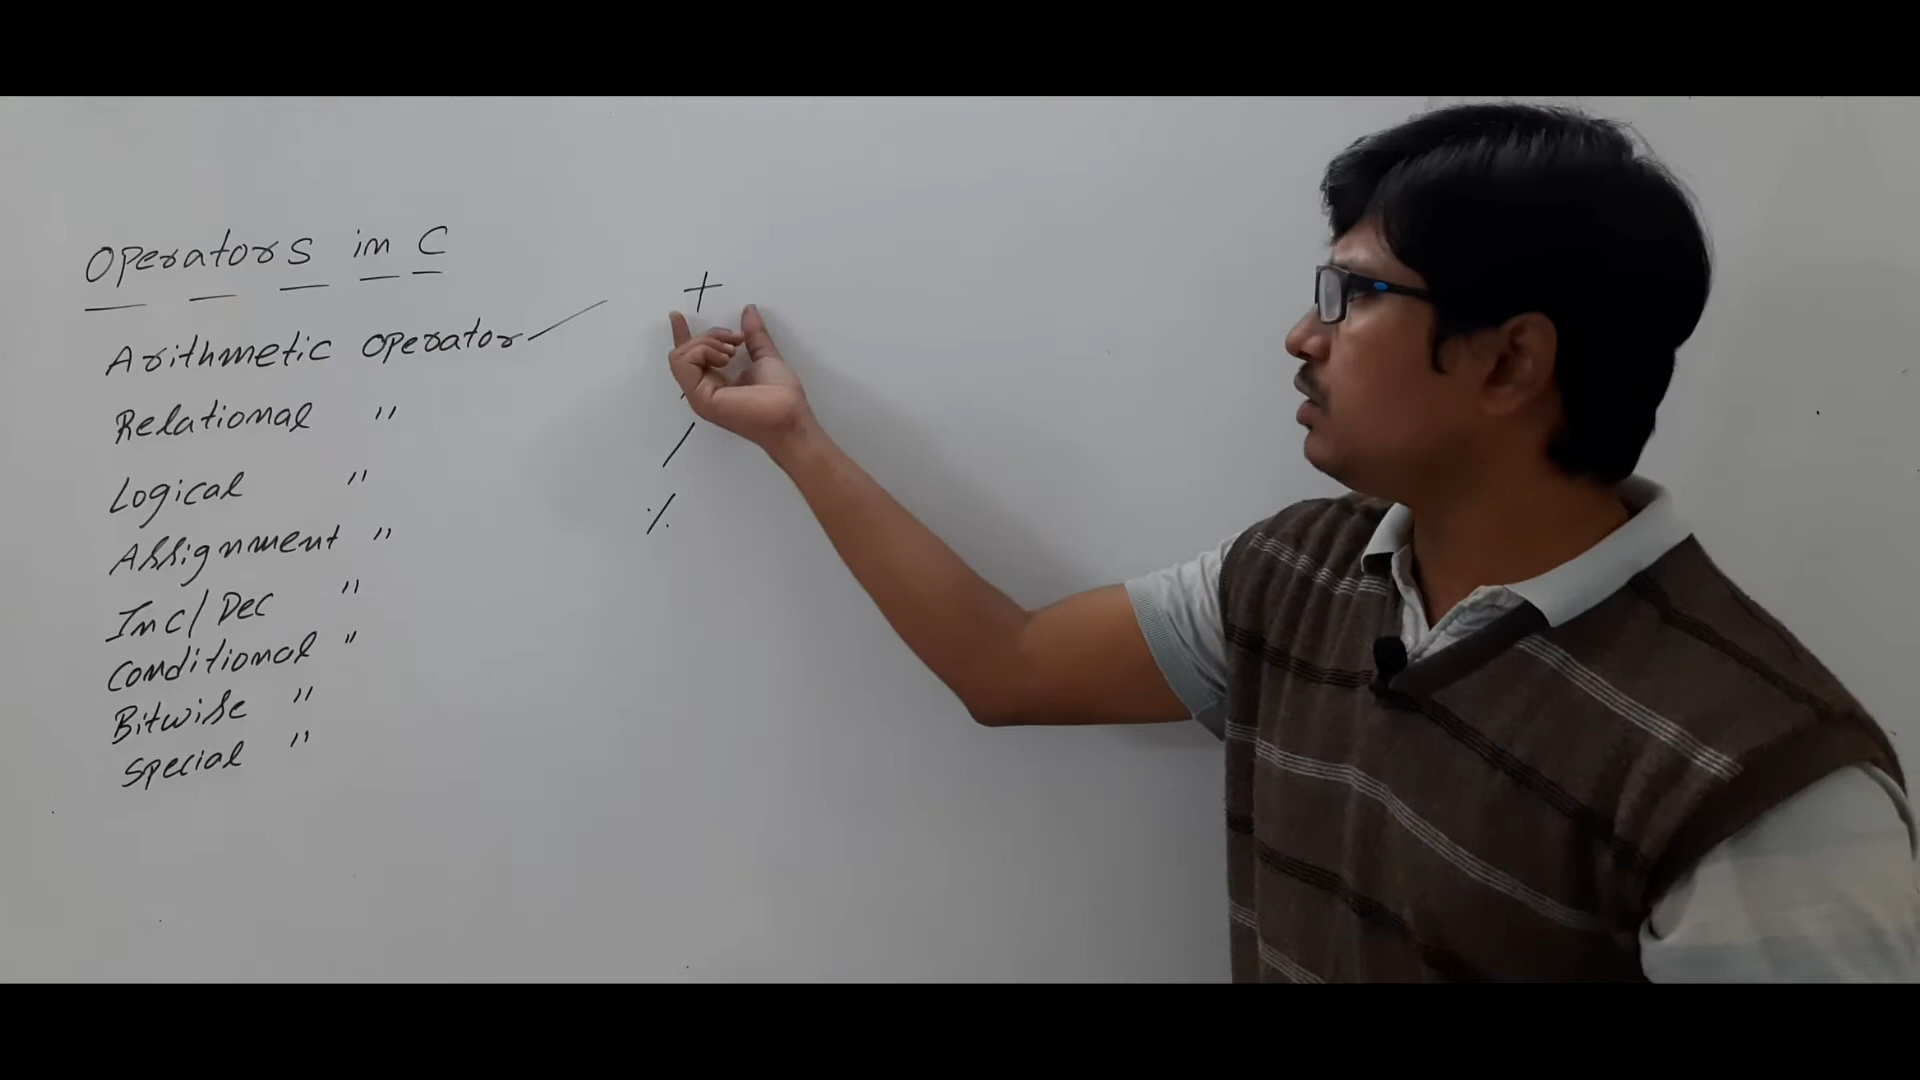 Operators in C
Arithmetic operator
Relational "
Logical "
Assignment "
Inc/Dec "
Conditional "
Bitwise "
Special "
+
/
%